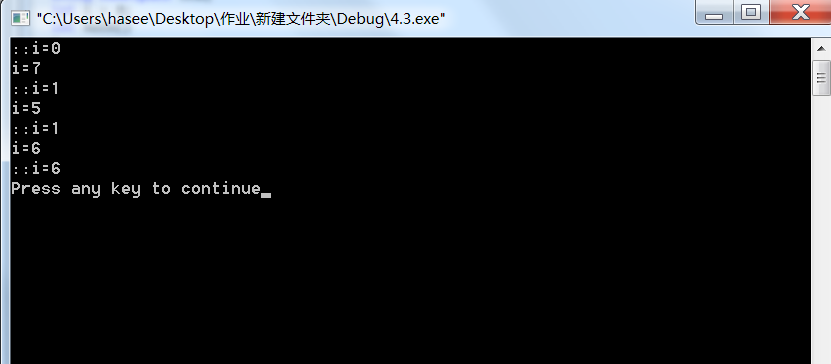 "C:\Users\hasee\Desktop\作业\新建文件夹\Debug\4.3.exe"
::i=0
i=7
::i=1
i=5
::i=1
i=6
::i=6
Press any key to continue